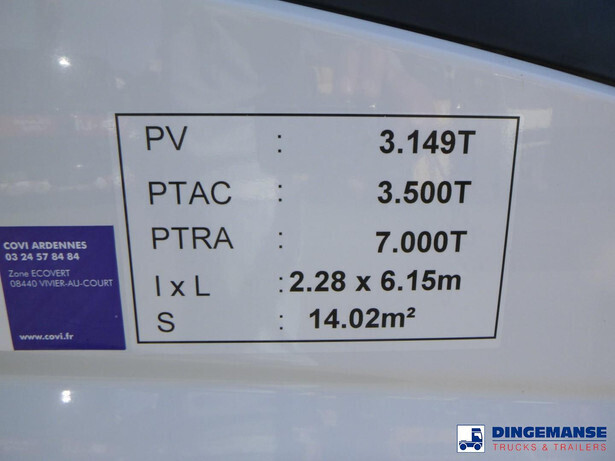 PV : 3.149T
PTAC : 3.500T
PTRA : 7.000T
l x L : 2.28 x 6.15m
S : 14.02m²
COVI ARDENNES
03 24 57 84 84
Zone ECOVERT
08440 VIVIER-AU-COURT
www.covi.fr
DINGEMANSE
TRUCKS & TRAILERS